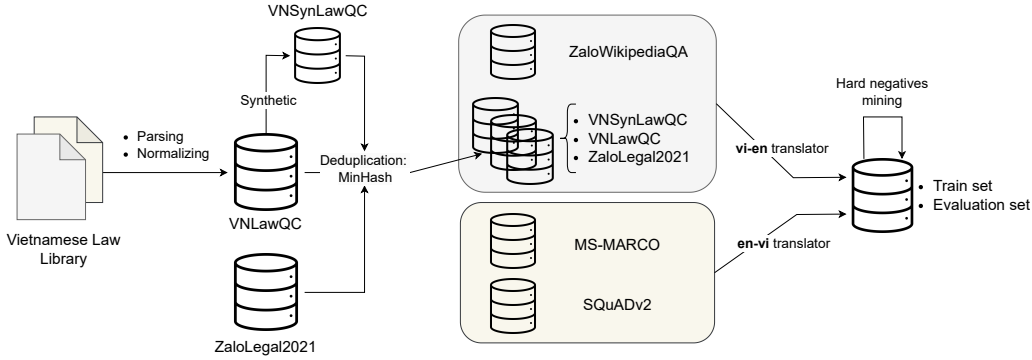 VNSynLawQC
Synthetic
• Parsing
• Normalizing
Vietnamese Law
Library
VNLawQC
Deduplication:
MinHash
ZaloLegal2021
ZaloWikipediaQA
• VNSynLawQC
• VNLawQC
• ZaloLegal2021
MS-MARCO
SQuADv2
vi-en translator
en-vi translator
Hard negatives
mining
• Train set
• Evaluation set